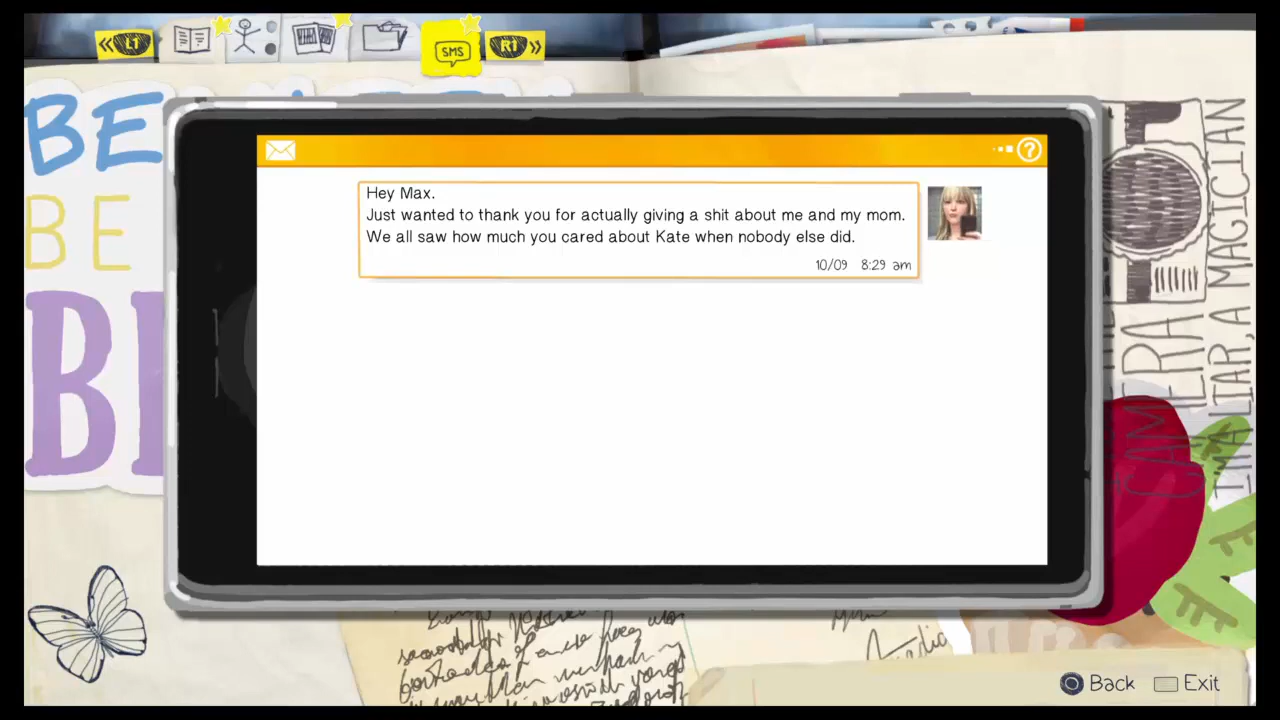 L1
SMS
R1
BE
BE
Hey Max.
Just wanted to thank you for actually giving a shit about me and my mom.
We all saw how much you cared about Kate when nobody else did.
10/09 8:29 am
?
CAMERA
I'M A LIAR, A MAGICIAN
Back
Exit